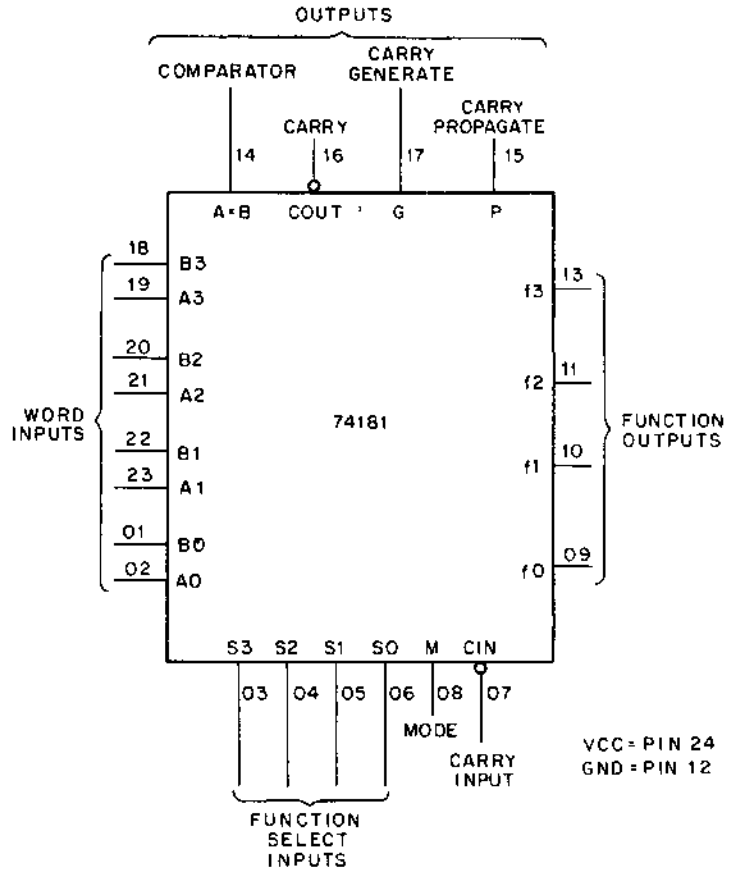 OUTPUTS
COMPARATOR
CARRY
GENERATE
CARRY
CARRY
PROPAGATE
14
16
17
15
A=B
COUT
G
P
18
B3
19
A3
20
B2
21
A2
22
B1
23
A1
01
B0
02
A0
WORD
INPUTS
74181
f3
13
f2
11
f1
10
f0
09
FUNCTION
OUTPUTS
S3
S2
S1
S0
M
CIN
03
04
05
06
08
07
MODE
CARRY
INPUT
FUNCTION
SELECT
INPUTS
VCC=PIN 24
GND=PIN 12